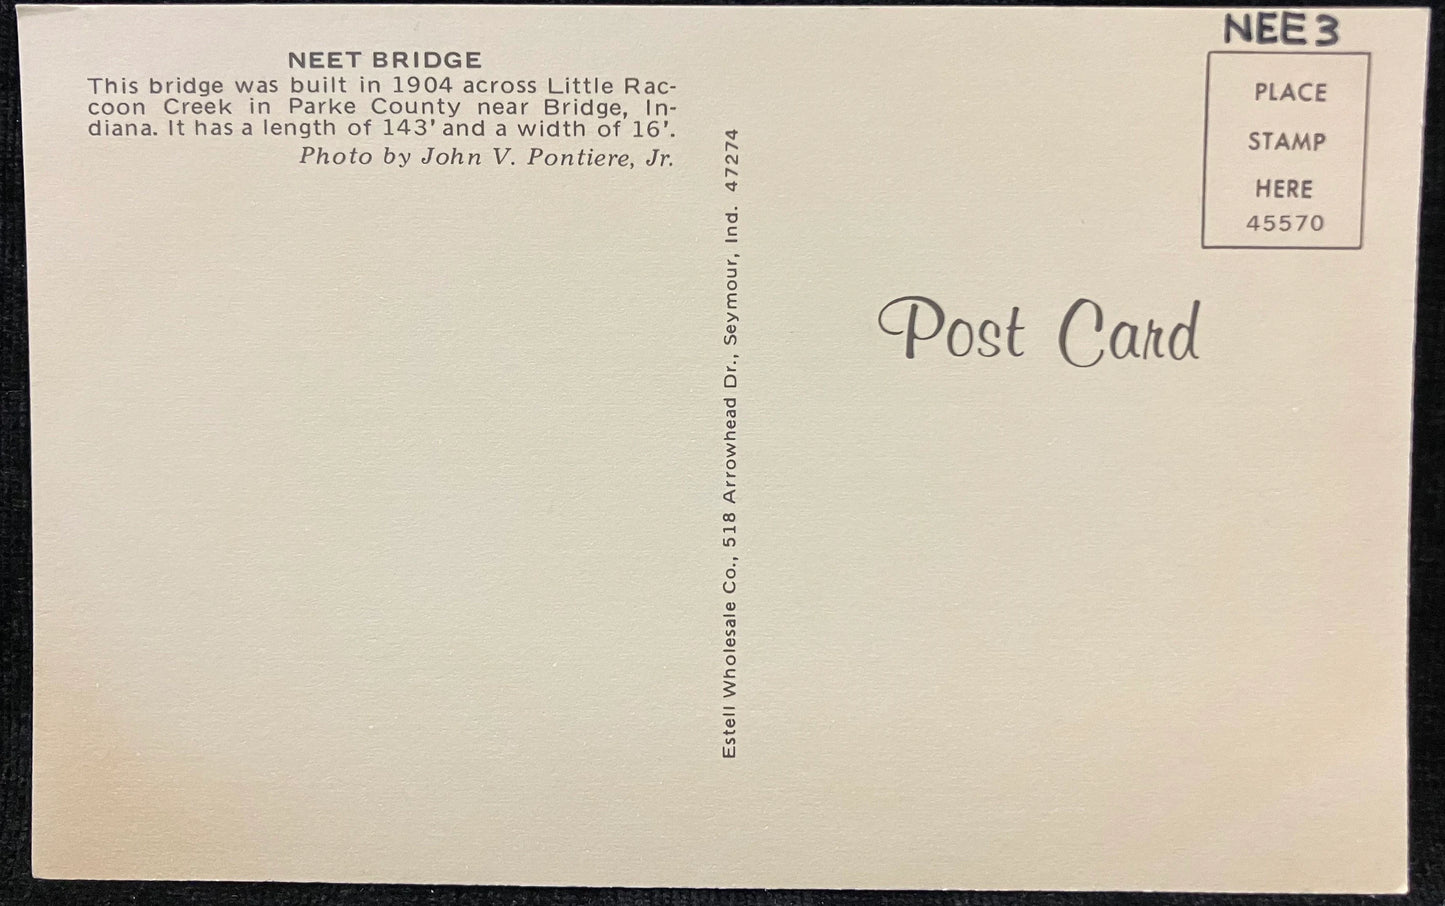 NEET BRIDGE
This bridge was built in 1904 across Little Rac-
coon Creek in Parke County near Bridge, In-
diana. It has a length of 143' and a width of 16'.
Photo by John V. Pontiere, Jr.
Estell Wholesale Co., 518 Arrowhead Dr., Seymour, Ind. 47274
NEE3
PLACE
STAMP
HERE
45570
Post Card